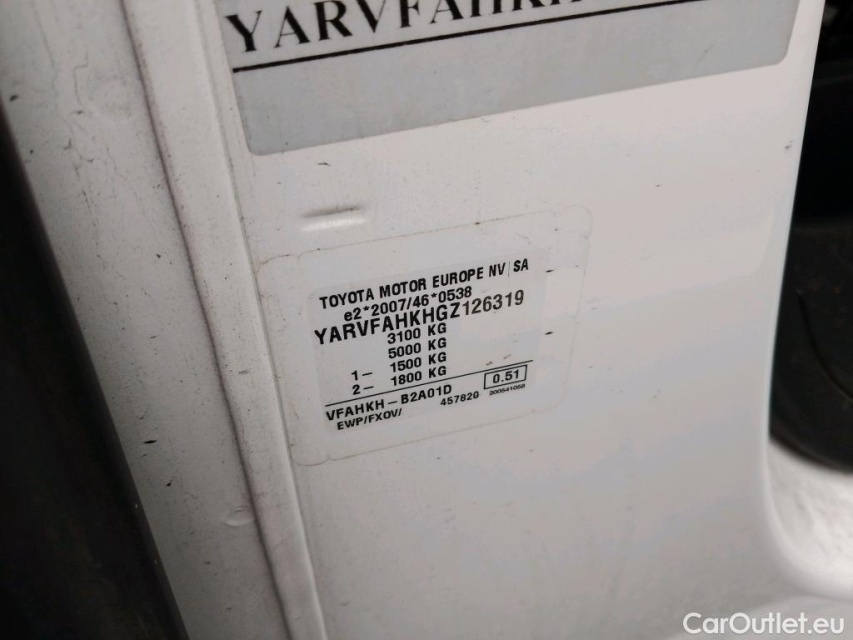 YARVFAHKH
TOYOTA MOTOR EUROPE NV SA
e2*2007/46*0538
YARVFAHKHGZ126319
3100 KG
5000 KG
1- 1500 KG
2- 1800 KG
VFAHKH-B2A01D 0.51
EWP/FXOV/ 457820
CarOutlet.eu